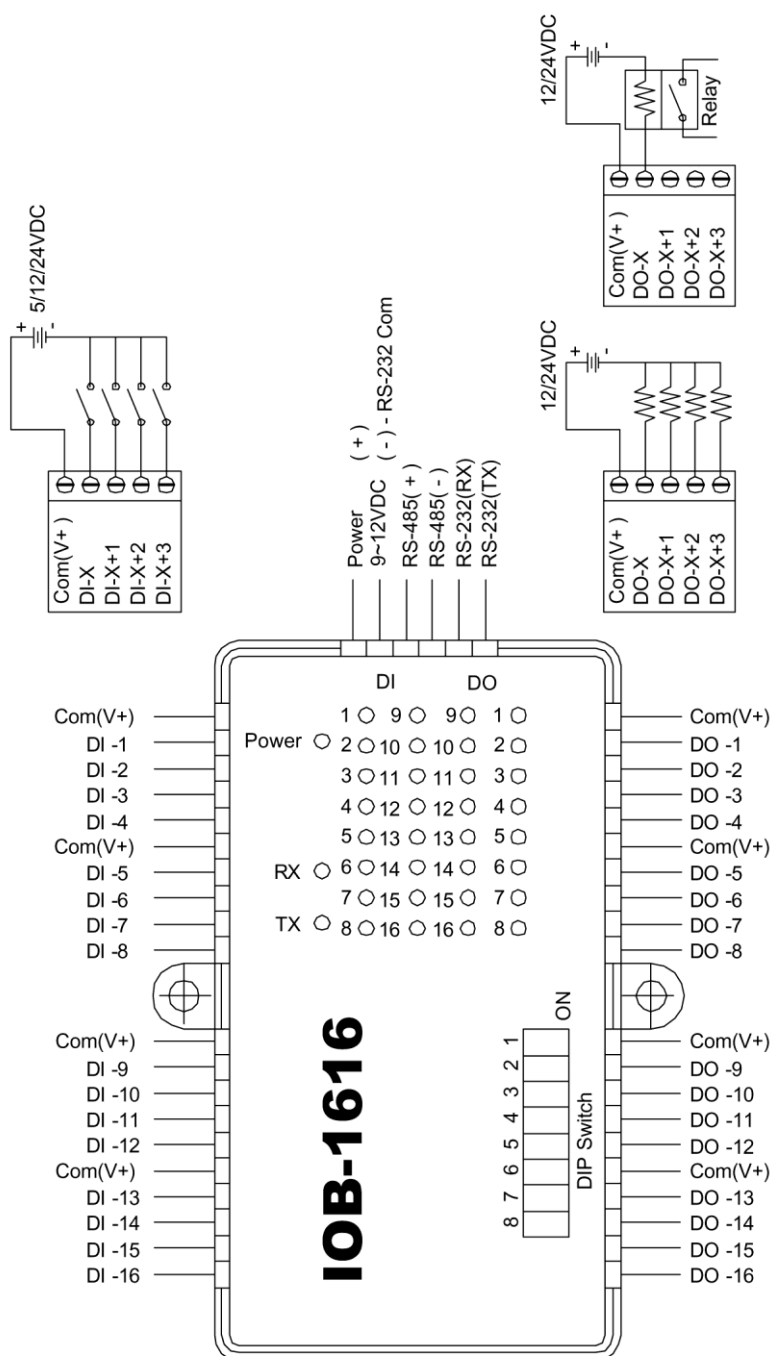 12/24VDC
+ -
Relay
Com(V+)
DO-X
DO-X+1
DO-X+2
DO-X+3
5/12/24VDC
+ -
Com(V+)
DI-X
DI-X+1
DI-X+2
DI-X+3
12/24VDC
+ -
Com(V+)
DO-X
DO-X+1
DO-X+2
DO-X+3
Power ( + )
9~12VDC ( - ) - RS-232 Com
RS-485( + )
RS-485( - )
RS-232(RX)
RS-232(TX)
Com(V+)
DI -1
DI -2
DI -3
DI -4
Com(V+)
DI -5
DI -6
DI -7
DI -8
Com(V+)
DI -9
DI -10
DI -11
DI -12
Com(V+)
DI -13
DI -14
DI -15
DI -16
DI DO
1 9 9 1
Power 2 10 10 2
3 11 11 3
4 12 12 4
5 13 13 5
RX 6 14 14 6
7 15 15 7
TX 8 16 16 8
IOB-1616
ON
1
2
3
4
5
6
7
8
DIP Switch
Com(V+)
DO -1
DO -2
DO -3
DO -4
Com(V+)
DO -5
DO -6
DO -7
DO -8
Com(V+)
DO -9
DO -10
DO -11
DO -12
Com(V+)
DO -13
DO -14
DO -15
DO -16